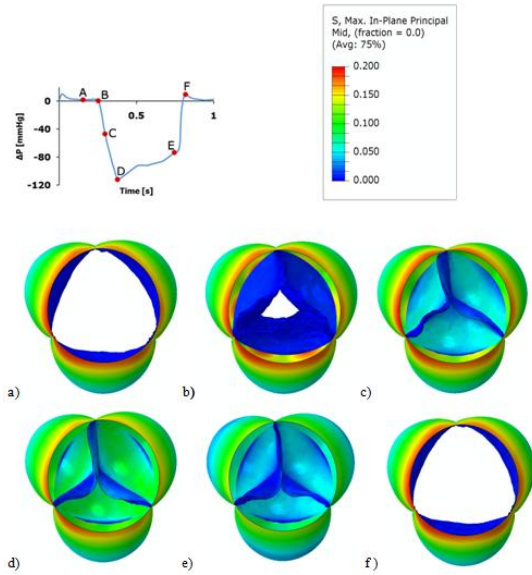 S, Max. In-Plane Principal
Mid, (fraction = 0.0)
(Avg: 75%)
0.200
0.150
0.100
0.050
0.000
ΔP [mmHg]
0
-40
-80
-120
0.5
1
Time [s]
A
B
C
D
E
F
a)
b)
c)
d)
e)
f)